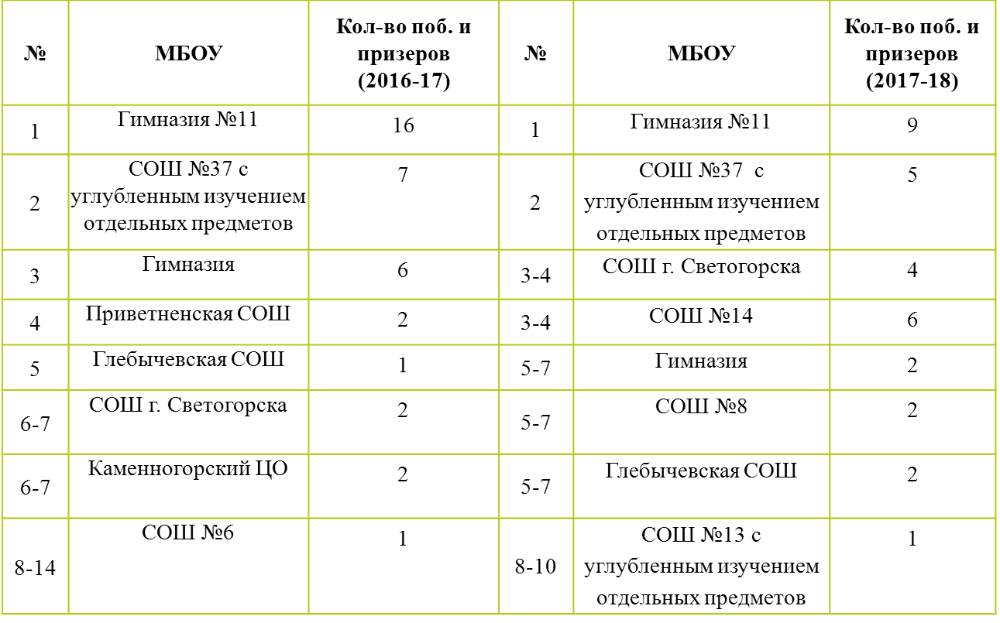 №
МБОУ
Кол-во поб. и
призеров
(2016-17)
№
МБОУ
Кол-во поб. и
призеров
(2017-18)
1
Гимназия №11
16
1
Гимназия №11
9
2
СОШ №37 с
углубленным изучением
отдельных предметов
7
2
СОШ №37 с
углубленным изучением
отдельных предметов
5
3
Гимназия
6
3-4
СОШ г. Светогорска
4
4
Приветненская СОШ
2
3-4
СОШ №14
6
5
Глебычевская СОШ
1
5-7
Гимназия
2
6-7
СОШ г. Светогорска
2
5-7
СОШ №8
2
6-7
Каменногорский ЦО
2
5-7
Глебычевская СОШ
2
8-14
СОШ №6
1
8-10
СОШ №13 с
углубленным изучением
отдельных предметов
1